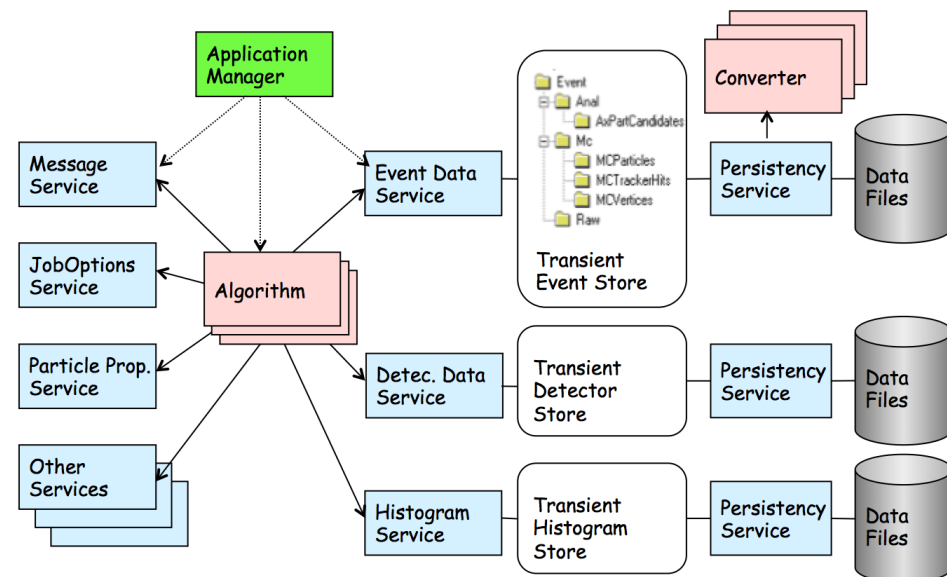 Application
Manager
Converter
Event
Anal
AxPartCandidates
Mc
MCParticles
MCTrackerHits
MCVertices
Raw
Transient
Event Store
Message
Service
Event Data
Service
Persistency
Service
Data
Files
JobOptions
Service
Algorithm
Particle Prop.
Service
Detec. Data
Service
Transient
Detector
Store
Persistency
Service
Data
Files
Other
Services
Histogram
Service
Transient
Histogram
Store
Persistency
Service
Data
Files